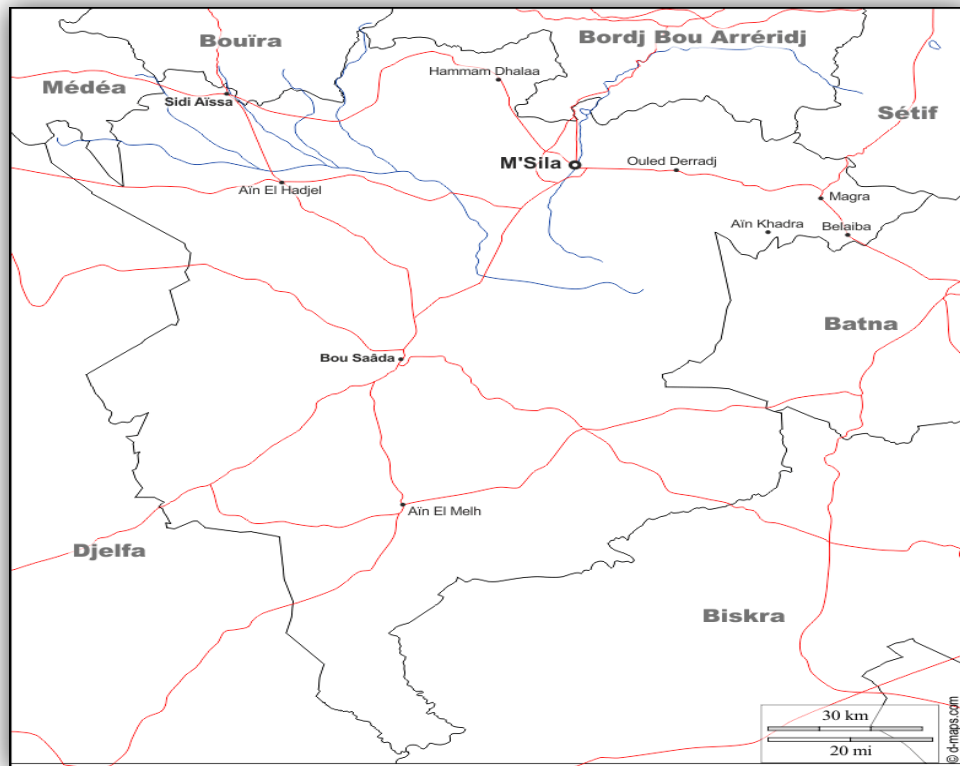 Bouïra
Bordj Bou Arréridj
Hammam Dhalaa
Médéa
Sidi Aïssa
Sétif
M'Sila
Ouled Derradj
Aïn El Hadjel
Magra
Aïn Khadra
Belaiba
Batna
Bou Saâda
Aïn El Melh
Djelfa
Biskra
30 km
20 mi
© d-maps.com